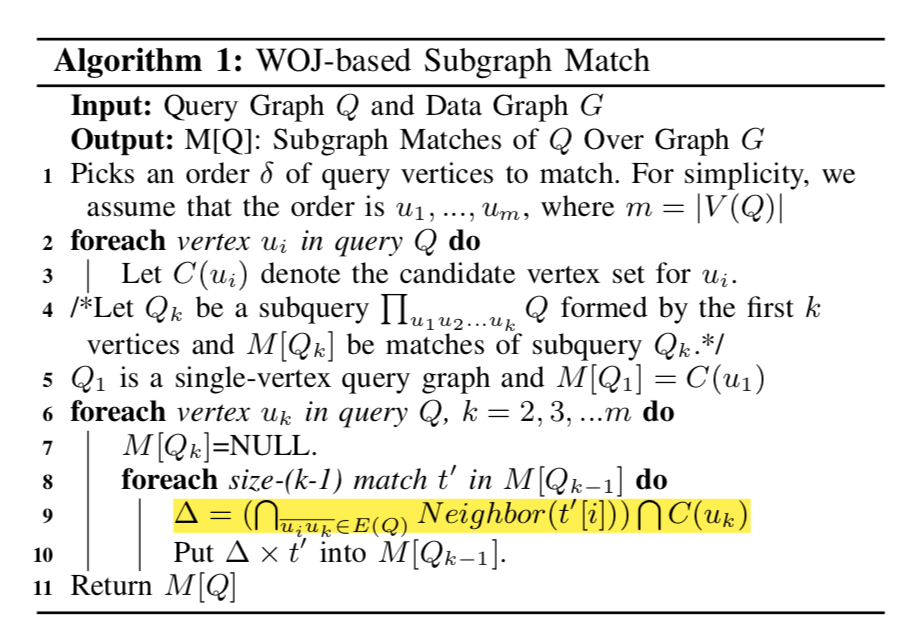 Algorithm 1: WOJ-based Subgraph Match
Input: Query Graph Q and Data Graph G
Output: M[Q]: Subgraph Matches of Q Over Graph G
1 Picks an order δ of query vertices to match. For simplicity, we
assume that the order is u₁, ..., uₘ, where m = |V(Q)|
2 foreach vertex uᵢ in query Q do
3 Let C(uᵢ) denote the candidate vertex set for uᵢ.
4 /*Let Qₖ be a subquery ∏_{u₁u₂...uₖ} Q formed by the first k
vertices and M[Qₖ] be matches of subquery Qₖ.*/
5 Q₁ is a single-vertex query graph and M[Q₁] = C(u₁)
6 foreach vertex uₖ in query Q, k = 2, 3, ...m do
7 M[Qₖ]=NULL.
8 foreach size-(k-1) match t′ in M[Qₖ₋₁] do
9 Δ = (⋂_{\overline{uᵢuₖ}∈E(Q)} Neighbor(t′[i])) ⋂ C(uₖ)
10 Put Δ × t′ into M[Qₖ₋₁].
11 Return M[Q]